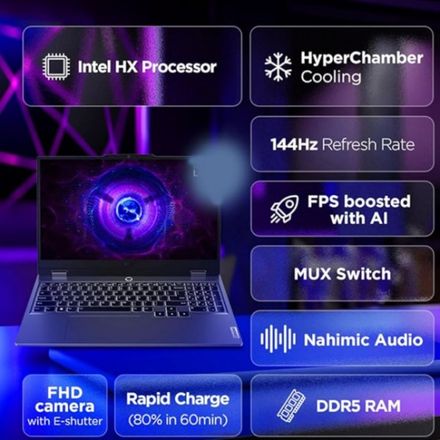 Intel HX Processor
HyperChamber
Cooling
144Hz Refresh Rate
FPS boosted
with AI
MUX Switch
Nahimic Audio
FHD
camera
with E-shutter
Rapid Charge
(80% in 60min)
DDR5 RAM